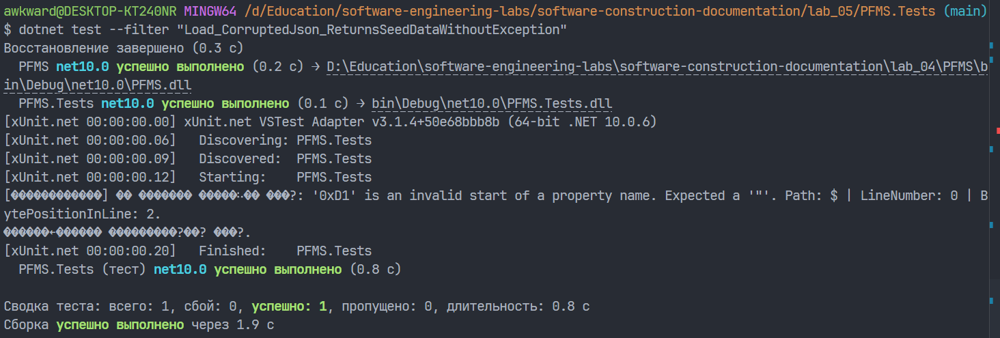 awkward@DESKTOP-KT240NR MINGW64 /d/Education/software-engineering-labs/software-construction-documentation/lab_05/PFMS.Tests (main)
$ dotnet test --filter "Load_CorruptedJson_ReturnsSeedDataWithoutException"
Восстановление завершено (0.3 с)
  PFMS net10.0 успешно выполнено (0.2 с) → D:\Education\software-engineering-labs\software-construction-documentation\lab_04\PFMS\b
in\Debug\net10.0\PFMS.dll
  PFMS.Tests net10.0 успешно выполнено (0.1 с) → bin\Debug\net10.0\PFMS.Tests.dll
[xUnit.net 00:00:00.00] xUnit.net VSTest Adapter v3.1.4+50e68bbb8b (64-bit .NET 10.0.6)
[xUnit.net 00:00:00.06]   Discovering: PFMS.Tests
[xUnit.net 00:00:00.09]   Discovered:  PFMS.Tests
[xUnit.net 00:00:00.12]   Starting:    PFMS.Tests
[��������������] �� ������� �����:.�� ���?: '0xD1' is an invalid start of a property name. Expected a '"'. Path: $ | LineNumber: 0 | B
ytePositionInLine: 2.
������←������ ���������?��? ���?.
[xUnit.net 00:00:00.20]   Finished:    PFMS.Tests
  PFMS.Tests (тест) net10.0 успешно выполнено (0.8 с)
Сводка теста: всего: 1, сбой: 0, успешно: 1, пропущено: 0, длительность: 0.8 с
Сборка успешно выполнено через 1.9 с